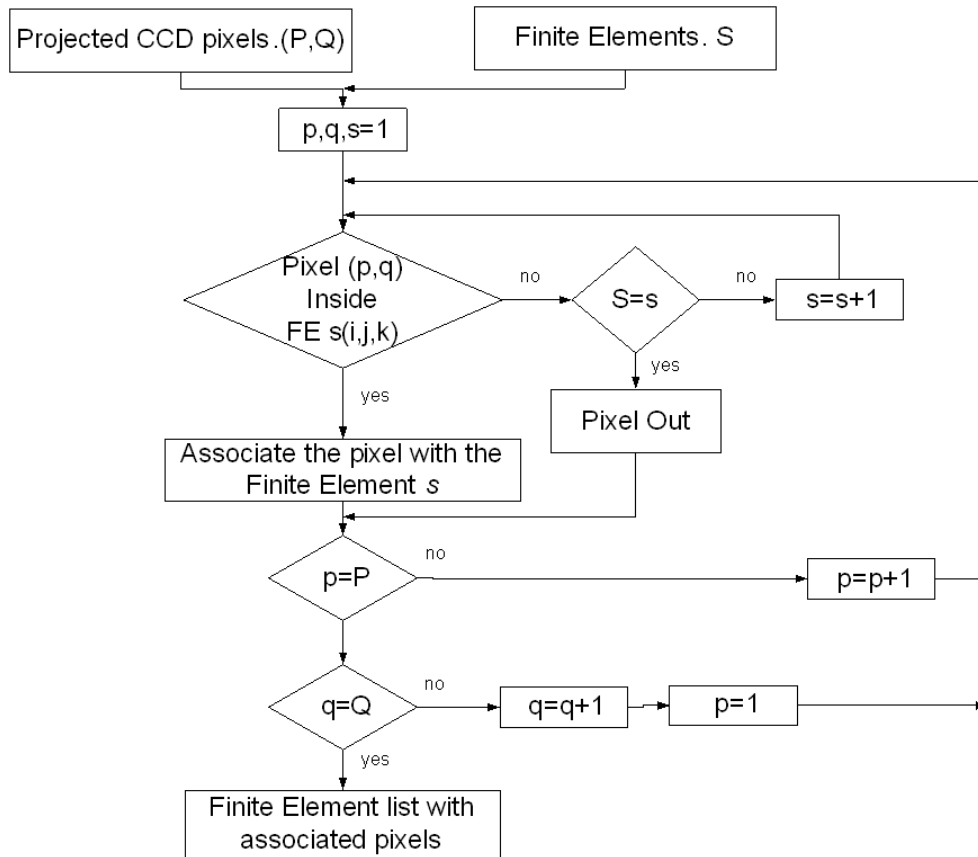 Projected CCD pixels.(P,Q)
Finite Elements. S
p,q,s=1
Pixel (p,q)
Inside
FE s(i,j,k)
no
S=s
no
s=s+1
yes
yes
Pixel Out
Associate the pixel with the
Finite Element s
p=P
no
p=p+1
q=Q
no
q=q+1
p=1
yes
Finite Element list with
associated pixels